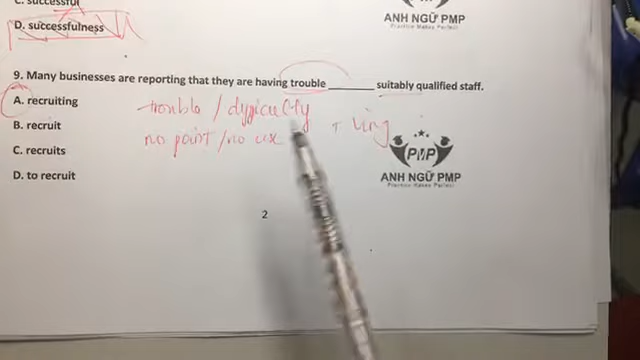 C. successful
D. successfulness
ANH NGỮ PMP
Practice Makes Perfect
9. Many businesses are reporting that they are having trouble ________ suitably qualified staff.
A. recruiting
B. recruit
C. recruits
D. to recruit
trouble / difficulty
no point / no use
+ Ving
PMP
ANH NGỮ PMP
Practice Makes Perfect
2